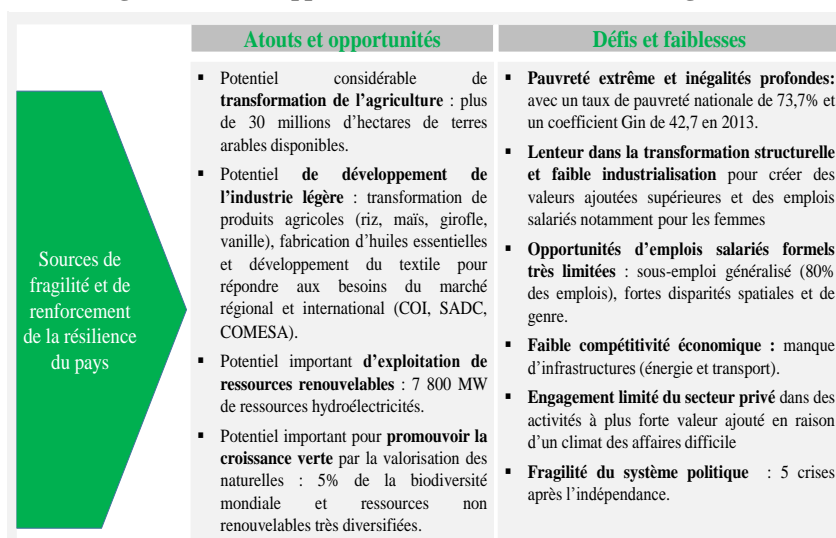 Atouts et opportunités
Défis et faiblesses
Sources de
fragilité et de
renforcement
de la résilience
du pays
▪ Potentiel considérable de
transformation de l'agriculture : plus
de 30 millions d'hectares de terres
arables disponibles.
▪ Potentiel de développement de
l'industrie légère : transformation de
produits agricoles (riz, maïs, girofle,
vanille), fabrication d'huiles essentielles
et développement du textile pour
répondre aux besoins du marché
régional et international (COI, SADC,
COMESA).
▪ Potentiel important d'exploitation de
ressources renouvelables : 7 800 MW
de ressources hydroélectricités.
▪ Potentiel important pour promouvoir la
croissance verte par la valorisation des
naturelles : 5% de la biodiversité
mondiale et ressources non
renouvelables très diversifiées.
▪ Pauvreté extrême et inégalités profondes:
avec un taux de pauvreté nationale de 73,7% et
un coefficient Gin de 42,7 en 2013.
▪ Lenteur dans la transformation structurelle
et faible industrialisation pour créer des
valeurs ajoutées supérieures et des emplois
salariés notamment pour les femmes
▪ Opportunités d'emplois salariés formels
très limitées : sous-emploi généralisé (80%
des emplois), fortes disparités spatiales et de
genre.
▪ Faible compétitivité économique : manque
d'infrastructures (énergie et transport).
▪ Engagement limité du secteur privé dans des
activités à plus forte valeur ajouté en raison
d'un climat des affaires difficile
▪ Fragilité du système politique : 5 crises
après l'indépendance.